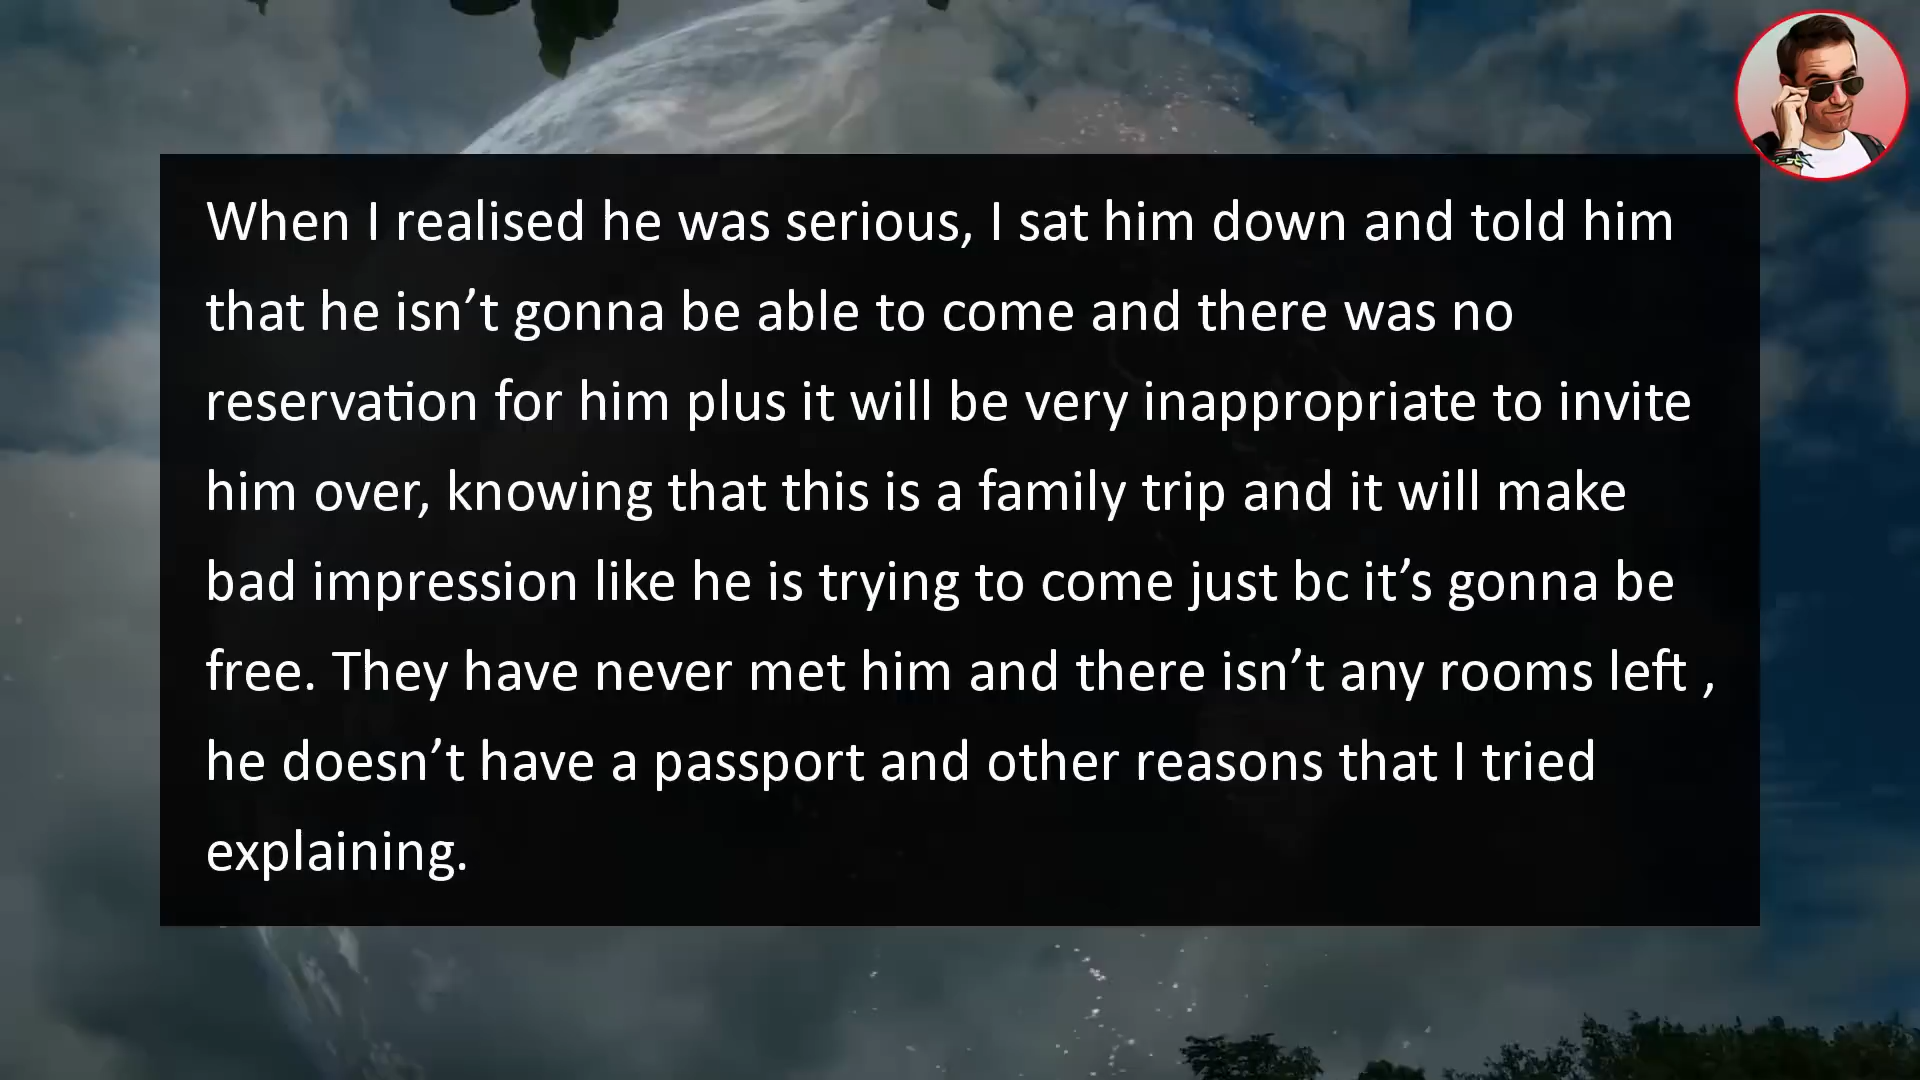 When I realised he was serious, I sat him down and told him
that he isn’t gonna be able to come and there was no
reservation for him plus it will be very inappropriate to invite
him over, knowing that this is a family trip and it will make
bad impression like he is trying to come just bc it’s gonna be
free. They have never met him and there isn’t any rooms left ,
he doesn’t have a passport and other reasons that I tried
explaining.